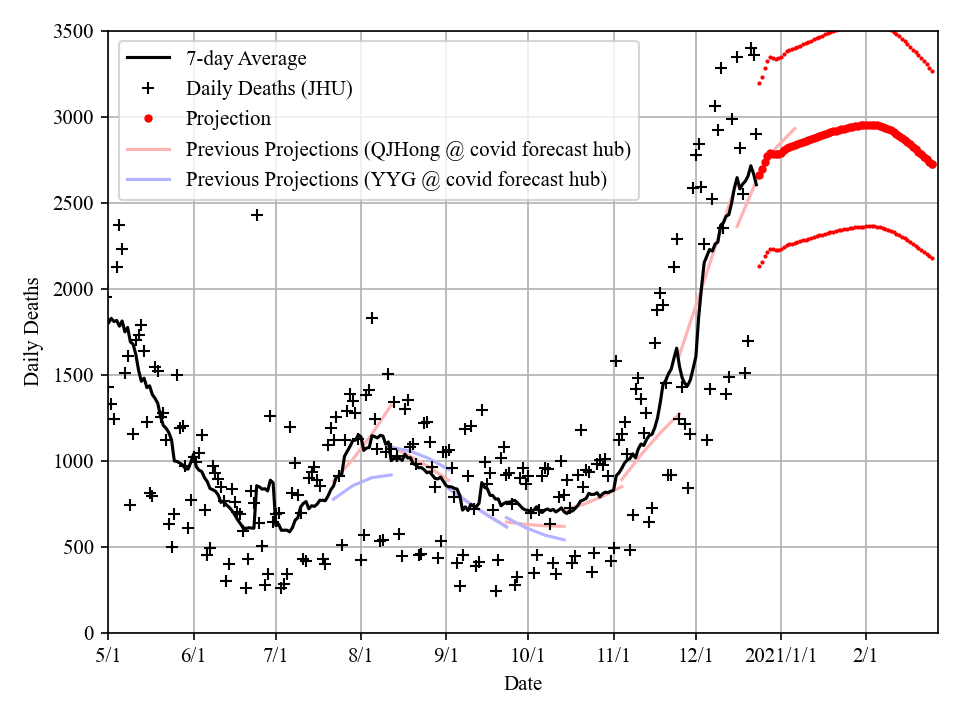 3500
3000
2500
2000
1500
1000
500
0
Daily Deaths
7-day Average
Daily Deaths (JHU)
Projection
Previous Projections (QJHong @ covid forecast hub)
Previous Projections (YYG @ covid forecast hub)
5/1 6/1 7/1 8/1 9/1 10/1 11/1 12/1 2021/1/1 2/1
Date